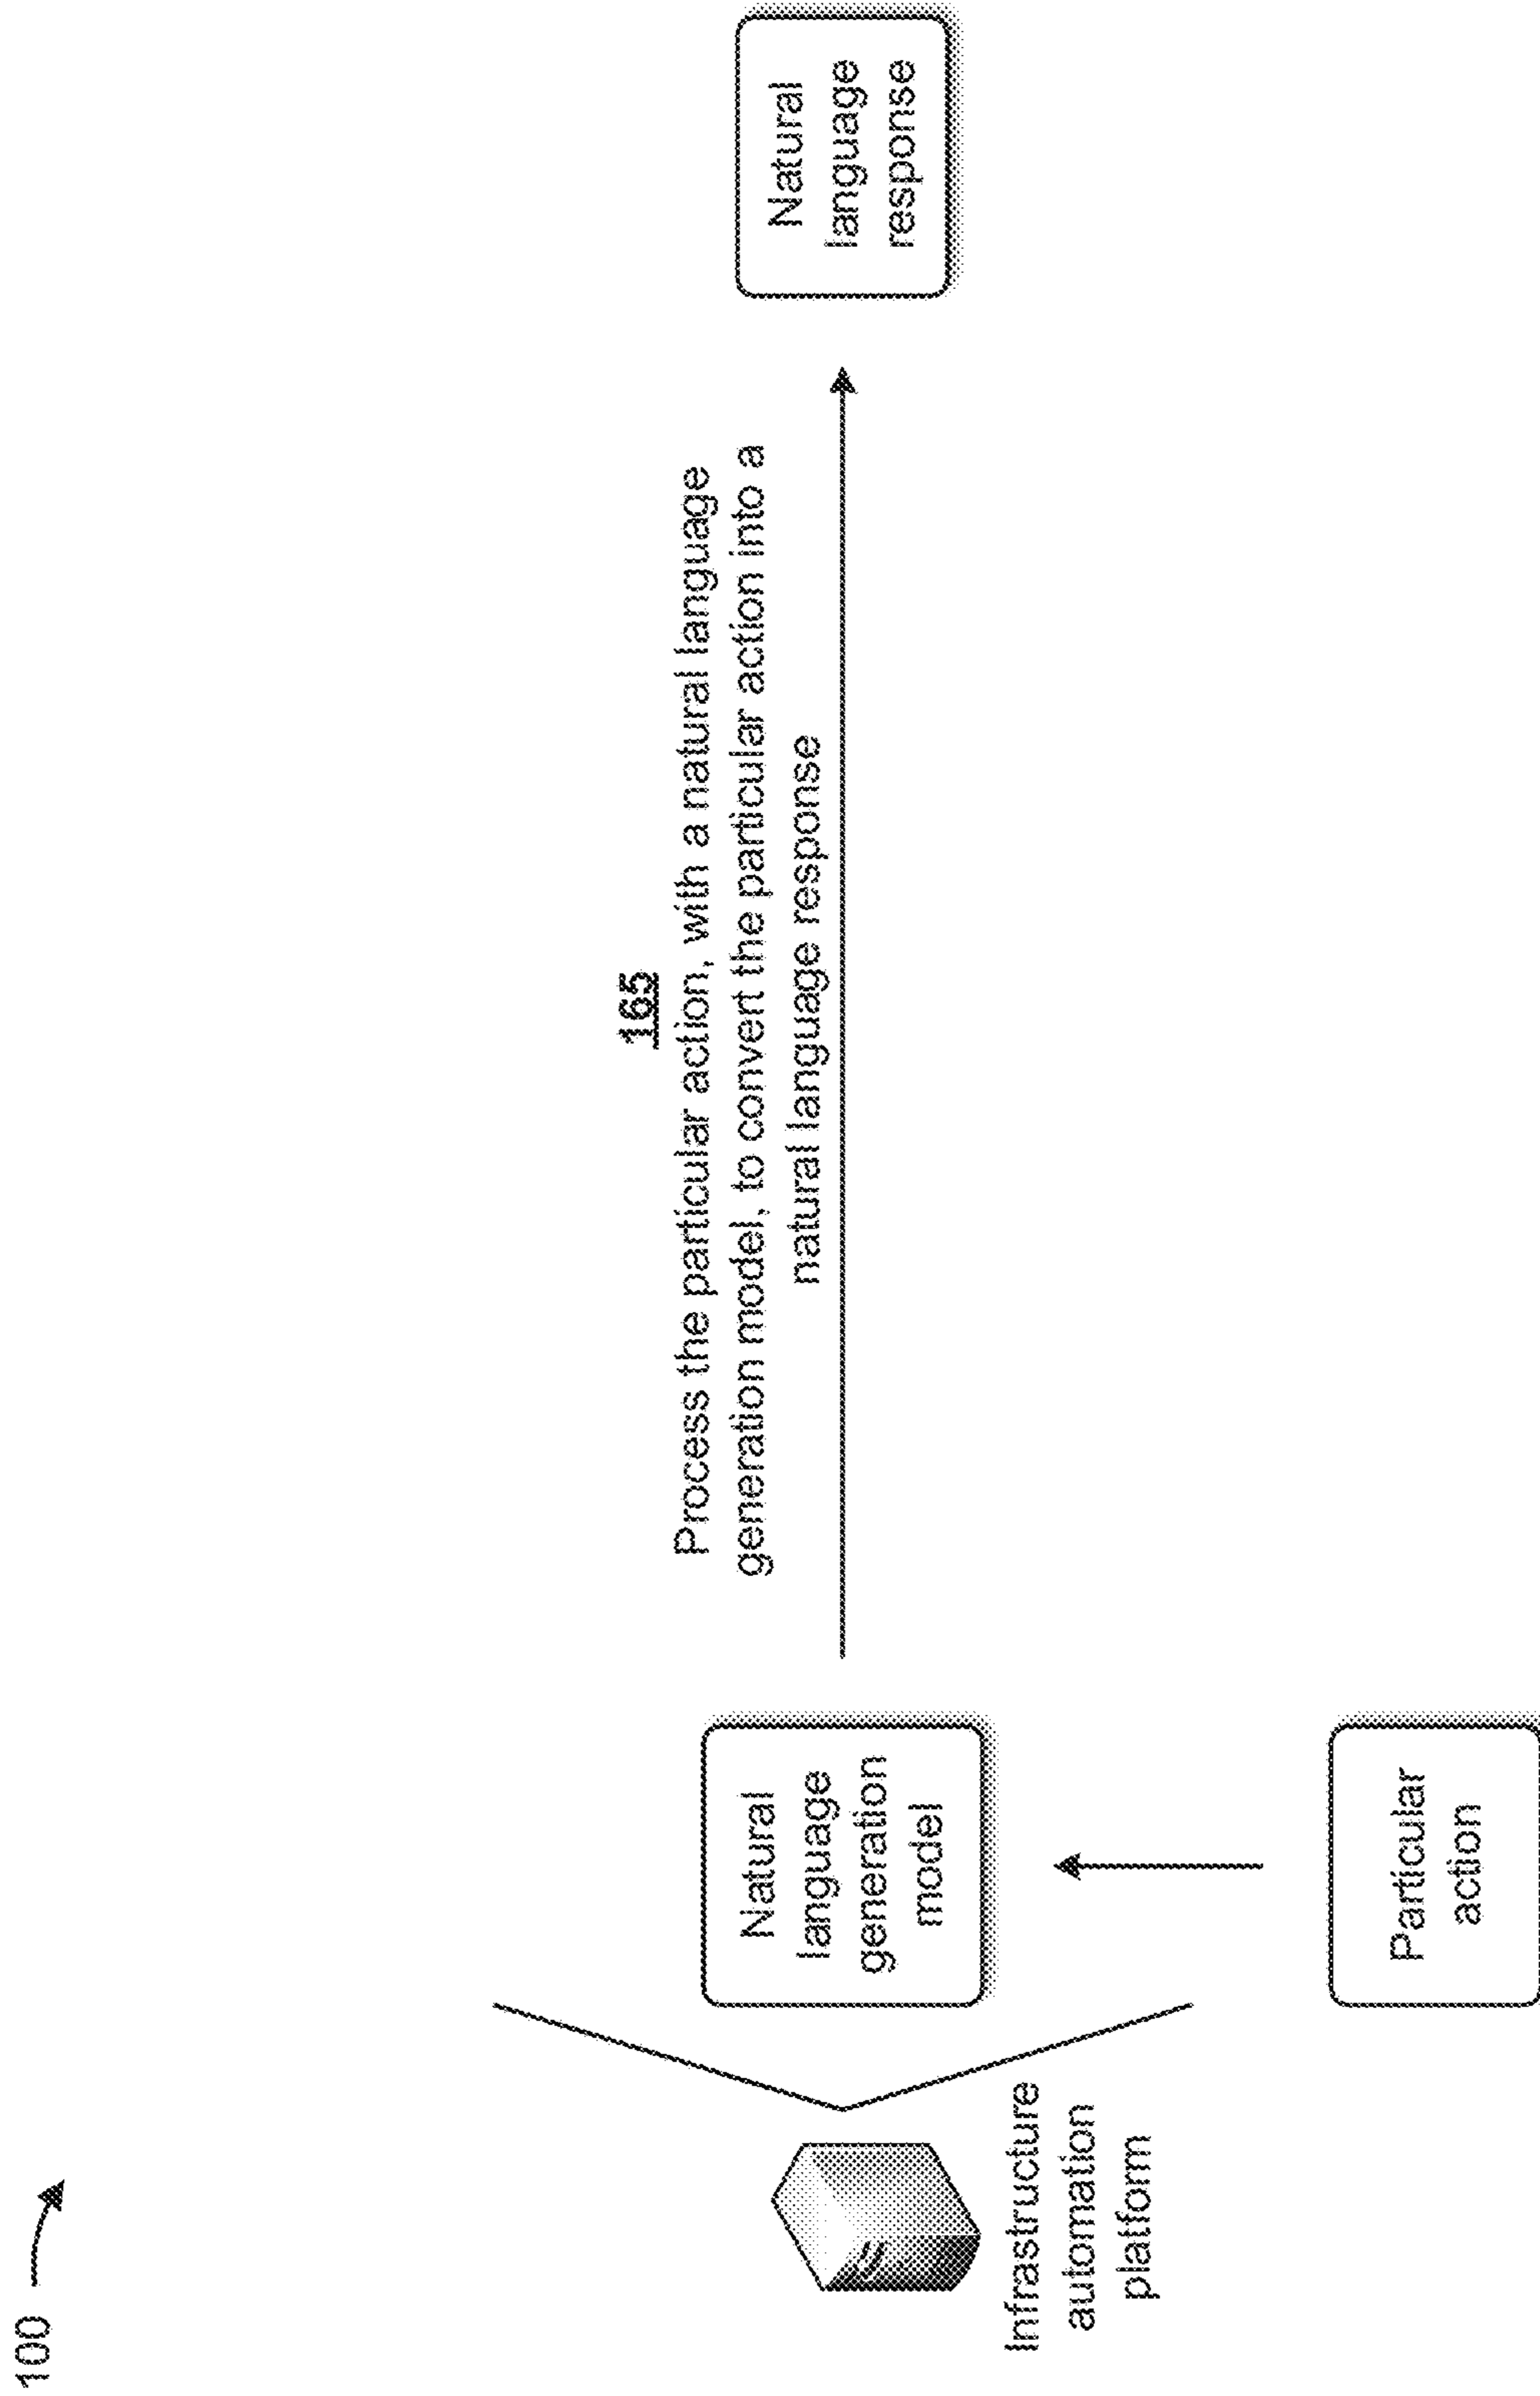 100
165
Process the particular action, with a natural language
generation model, to convert the particular action into a
natural language response
Natural
language
generation
model
Natural
language
response
Infrastructure
automation
platform
Particular
action